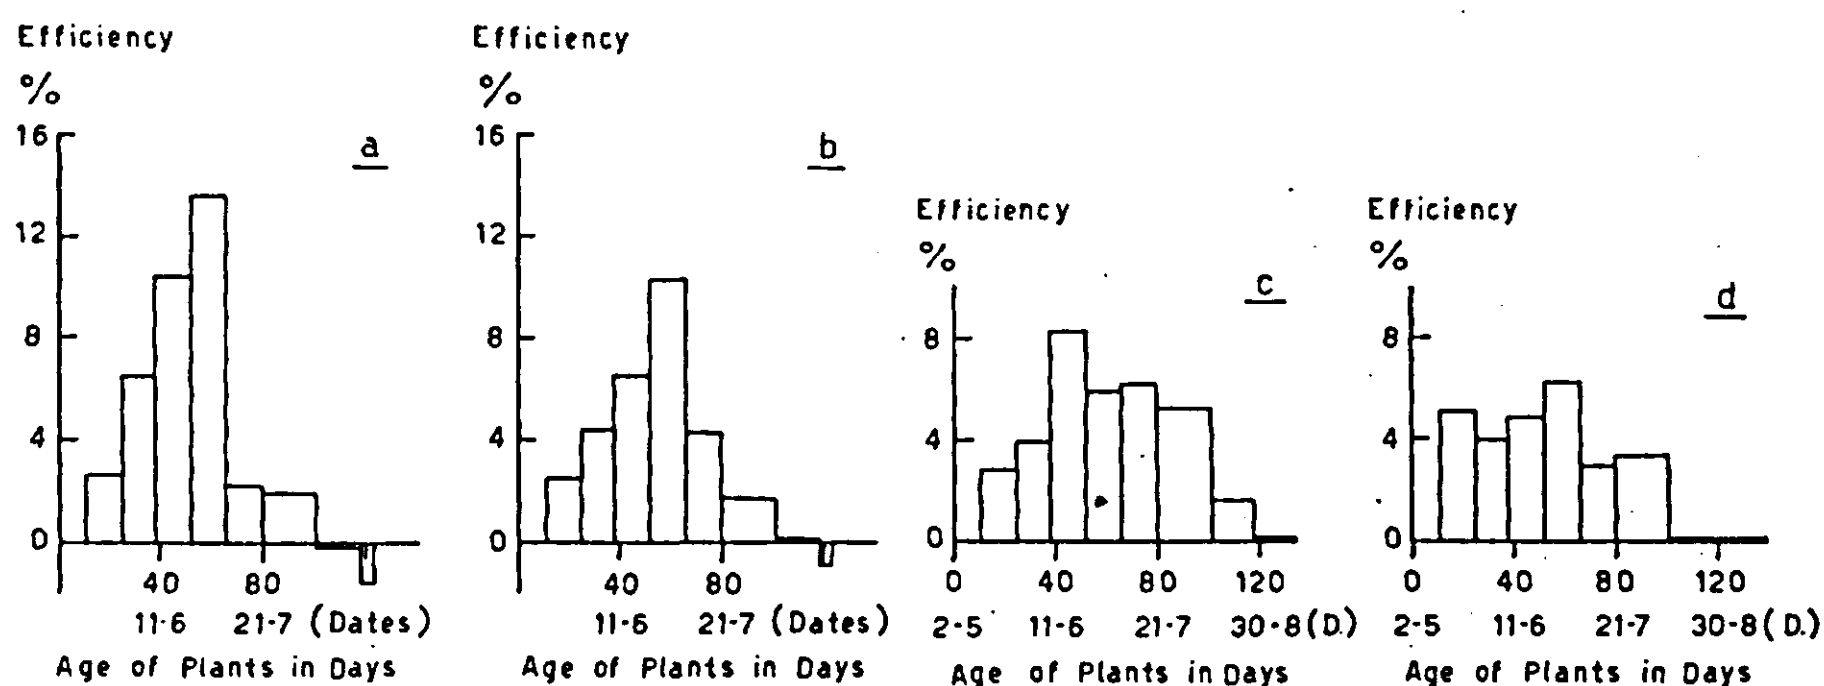 Efficiency
%
16
12
8
4
0
a
40 80
11-6 21-7 (Dates)
Age of Plants in Days
Efficiency
%
16
12
8
4
0
b
40 80
11-6 21-7 (Dates)
Age of Plants in Days
Efficiency
%
8
4
0
c
0 40 80 120
2-5 11-6 21-7 30-8 (D.)
Age of Plants in Days
Efficiency
%
8
4
0
d
0 40 80 120
2-5 11-6 21-7 30-8 (D.)
Age of Plants in Days